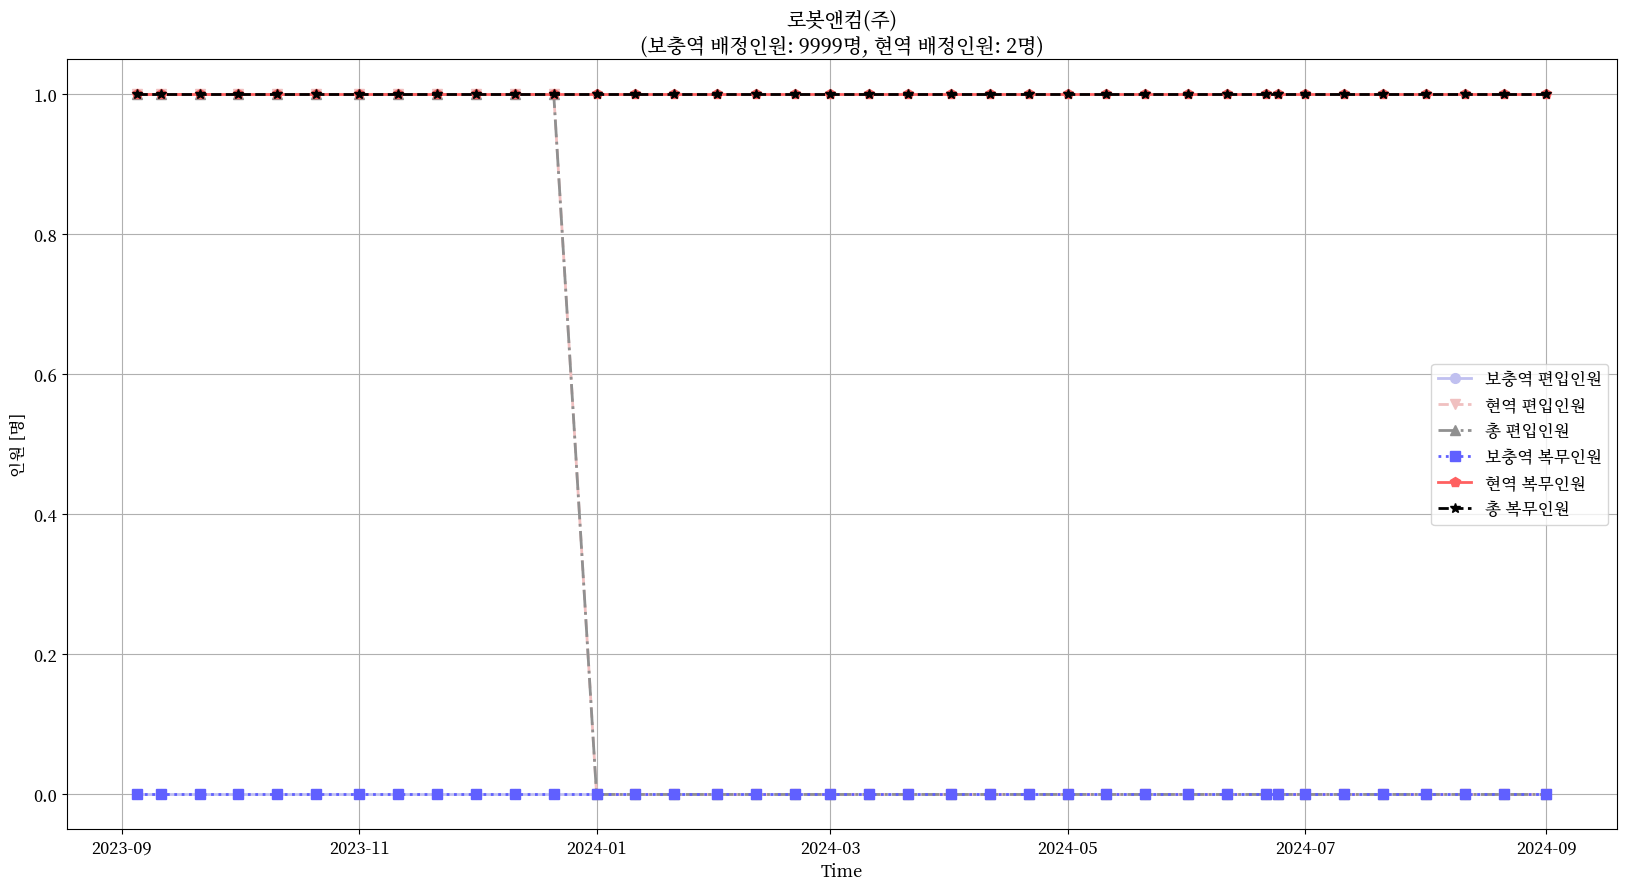 로봇앤컴(주)
(보충역 배정인원: 9999명, 현역 배정인원: 2명)
인원 [명]
1.0
0.8
0.6
0.4
0.2
0.0
보충역 편입인원
현역 편입인원
총 편입인원
보충역 복무인원
현역 복무인원
총 복무인원
2023-09 2023-11 2024-01 2024-03 2024-05 2024-07 2024-09
Time